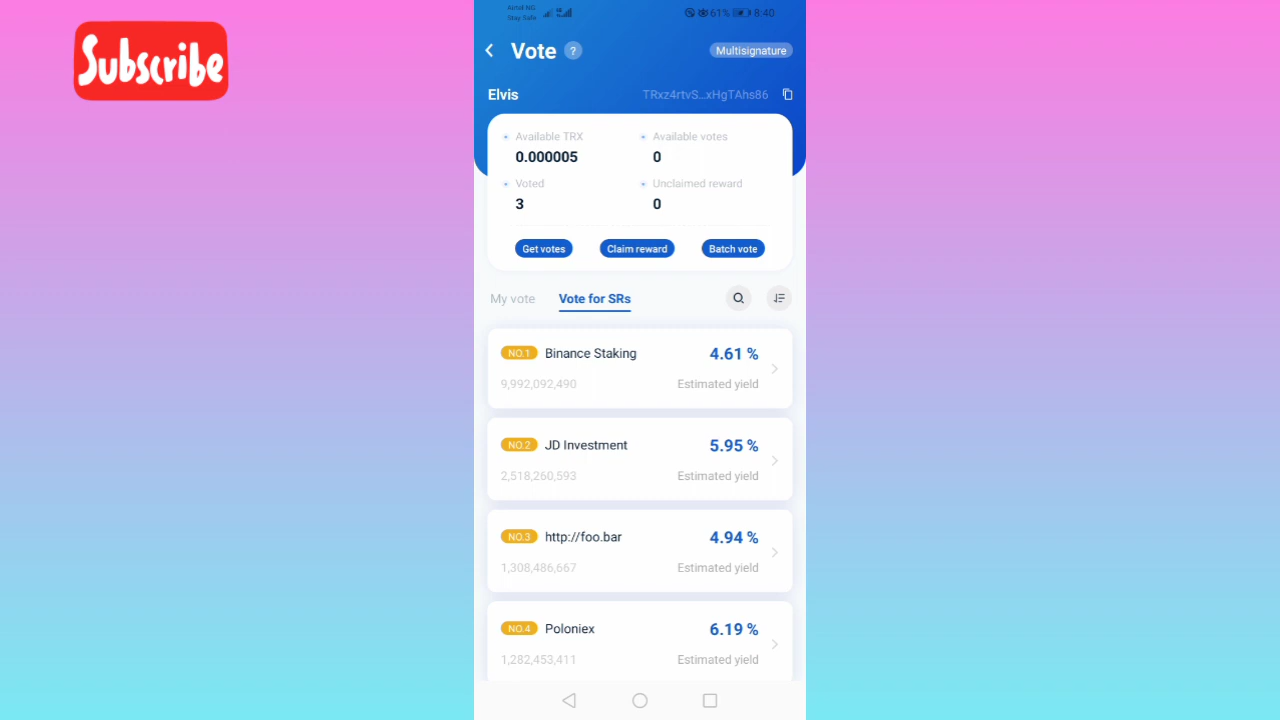 Subscribe
Airtel NG
Stay Safe
61% 8:40
Vote ? Multisignature
Elvis TRxz4rtvS...xHgTAhs86
Available TRX Available votes
0.000005 0
Voted Unclaimed reward
3 0
Get votes Claim reward Batch vote
My vote Vote for SRs
NO.1 Binance Staking 4.61 %
9,992,092,490 Estimated yield
NO.2 JD Investment 5.95 %
2,518,260,593 Estimated yield
NO.3 http://foo.bar 4.94 %
1,308,486,667 Estimated yield
NO.4 Poloniex 6.19 %
1,282,453,411 Estimated yield